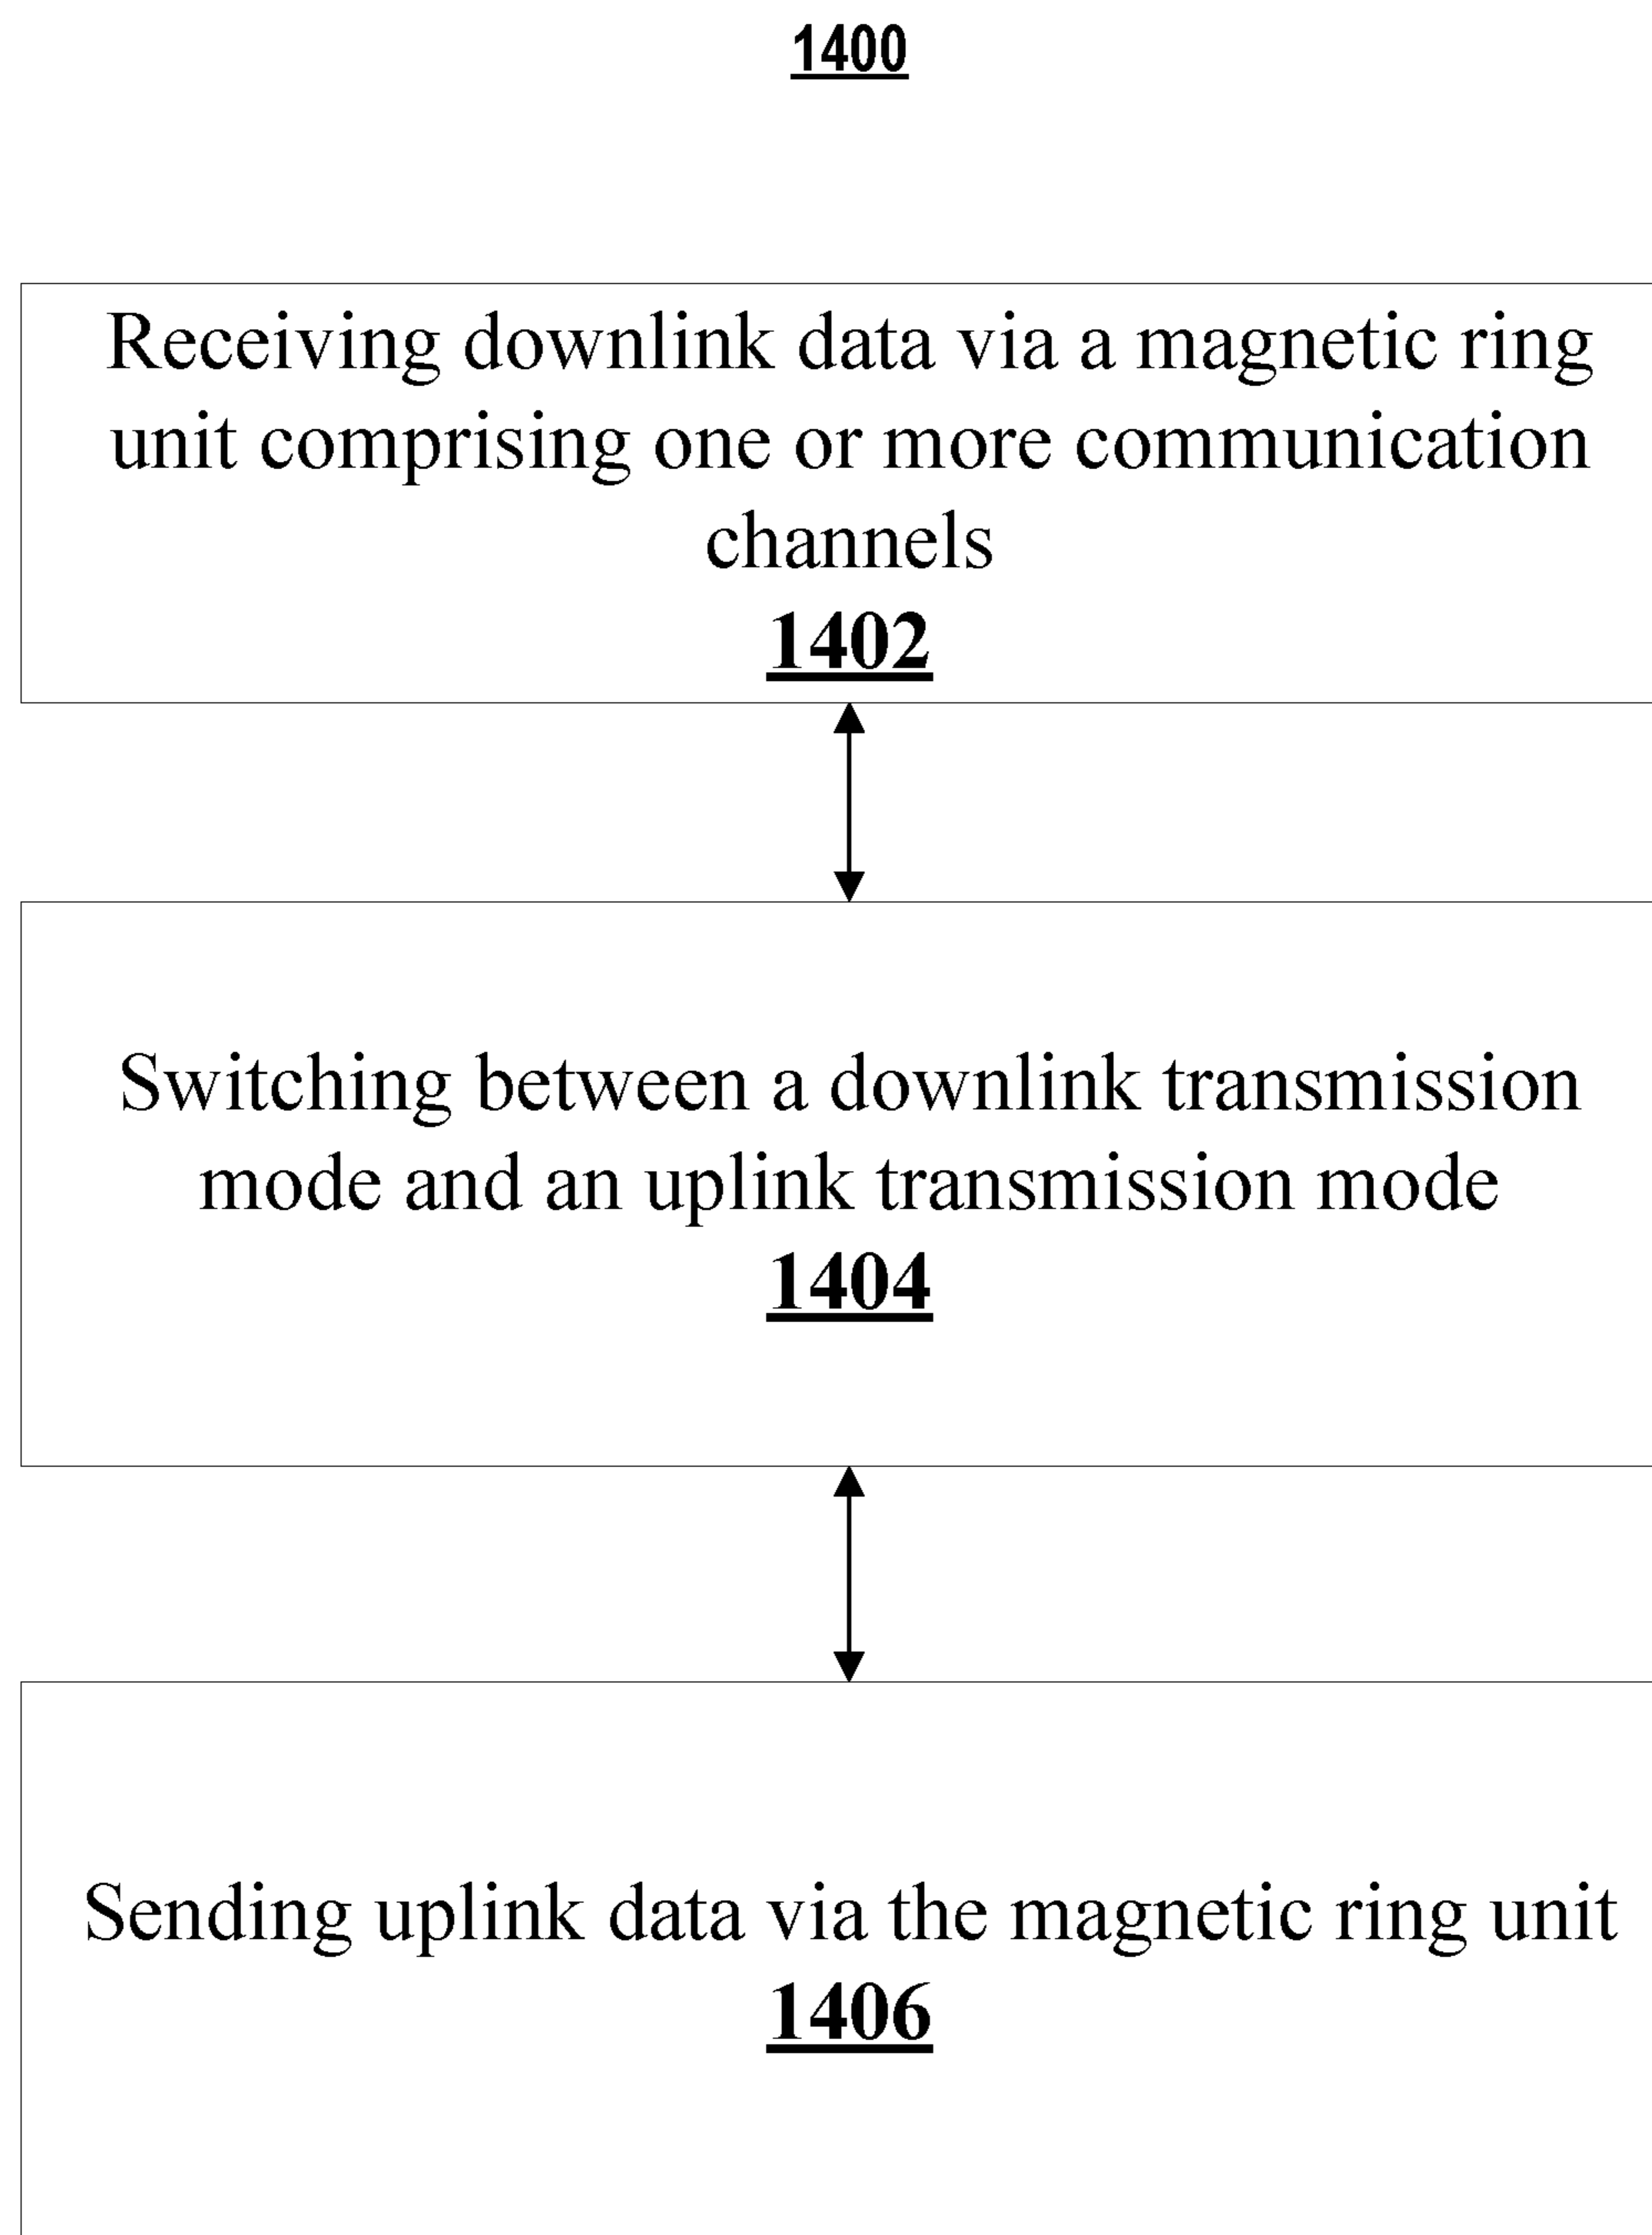 1400
Receiving downlink data via a magnetic ring
unit comprising one or more communication
channels
1402
Switching between a downlink transmission
mode and an uplink transmission mode
1404
Sending uplink data via the magnetic ring unit
1406